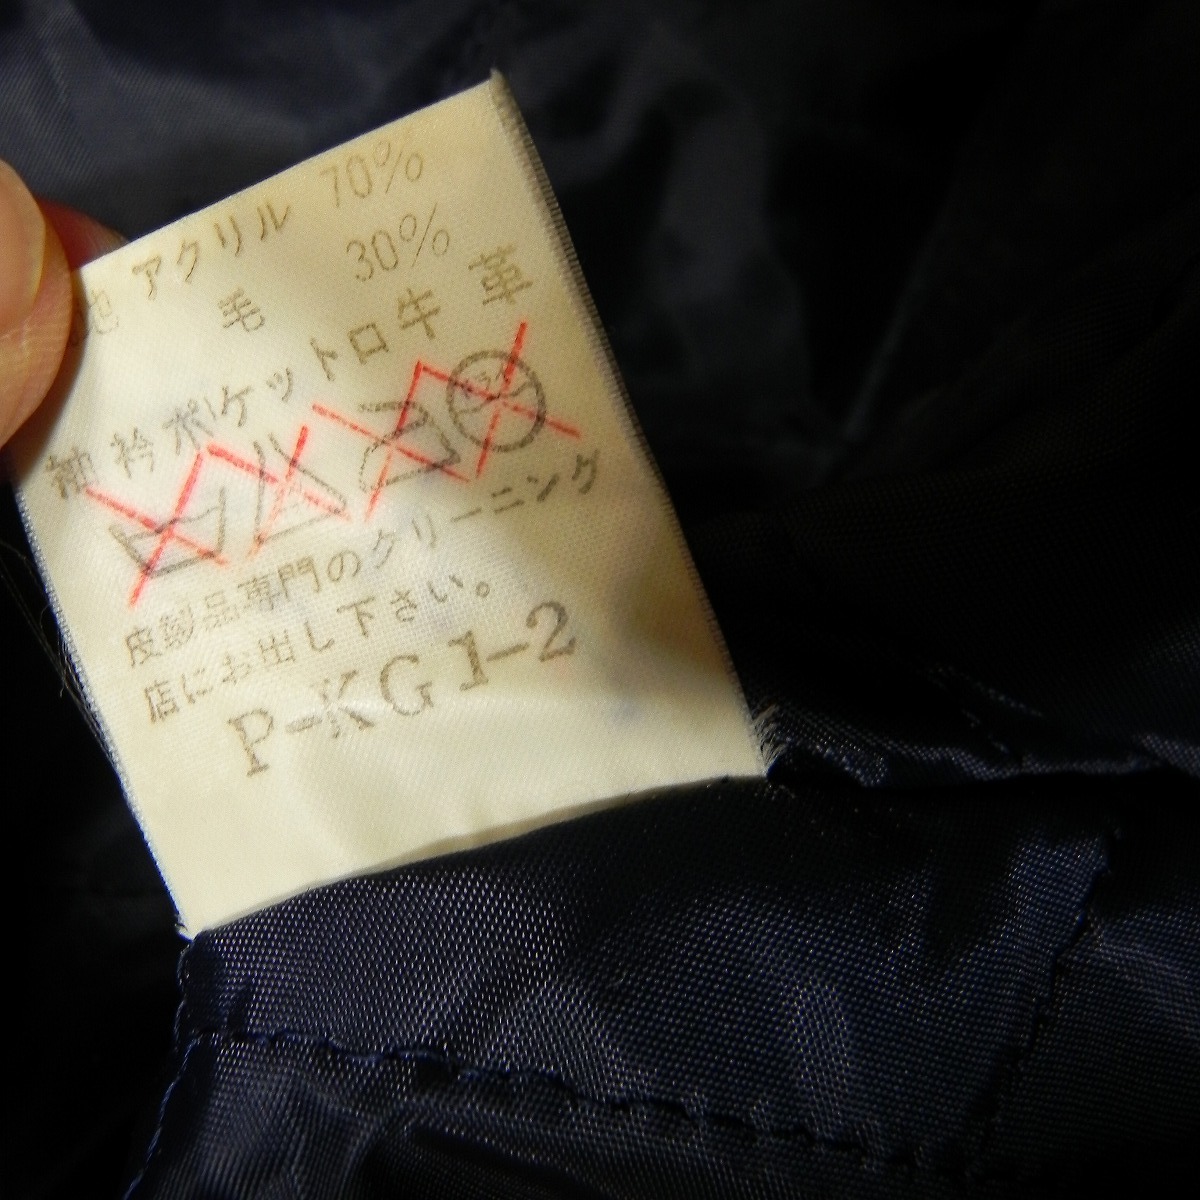 地 アクリル 70%
毛 30%
袖 衿 ポケット口 牛 革
皮製品専門のクリーニング
店にお出し下さい。
P-KG1-2